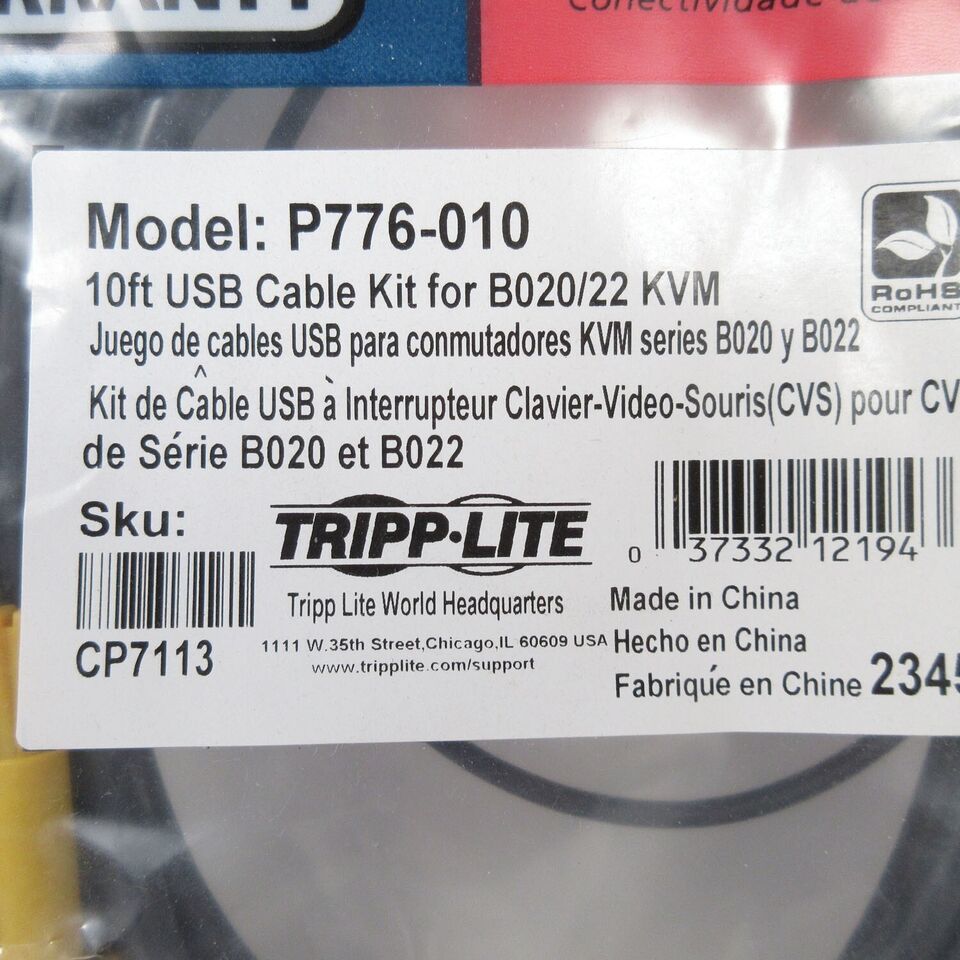 Conectividade
Model: P776-010
10ft USB Cable Kit for B020/22 KVM
Juego de cables USB para conmutadores KVM series B020 y B022
Kit de Câble USB à Interrupteur Clavier-Video-Souris(CVS) pour CV
de Série B020 et B022
RoHS
COMPLIANT
Sku:
CP7113
TRIPP·LITE
Tripp Lite World Headquarters
1111 W.35th Street,Chicago,IL 60609 USA
www.tripplite.com/support
0 37332 12194
Made in China
Hecho en China
Fabriqué en Chine 2345